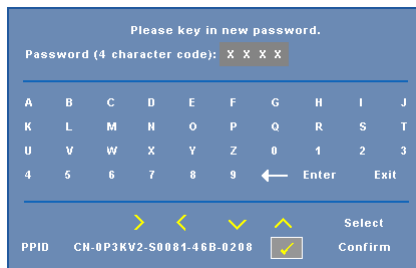 Please key in new password.
Password (4 character code): X X X X
A B C D E F G H I J
K L M N O P Q R S T
U V W X Y Z 0 1 2 3
4 5 6 7 8 9 ← Enter Exit
> < ∨ ∧ Select
PPID CN-0P3KV2-S0081-46B-0208 ✓ Confirm